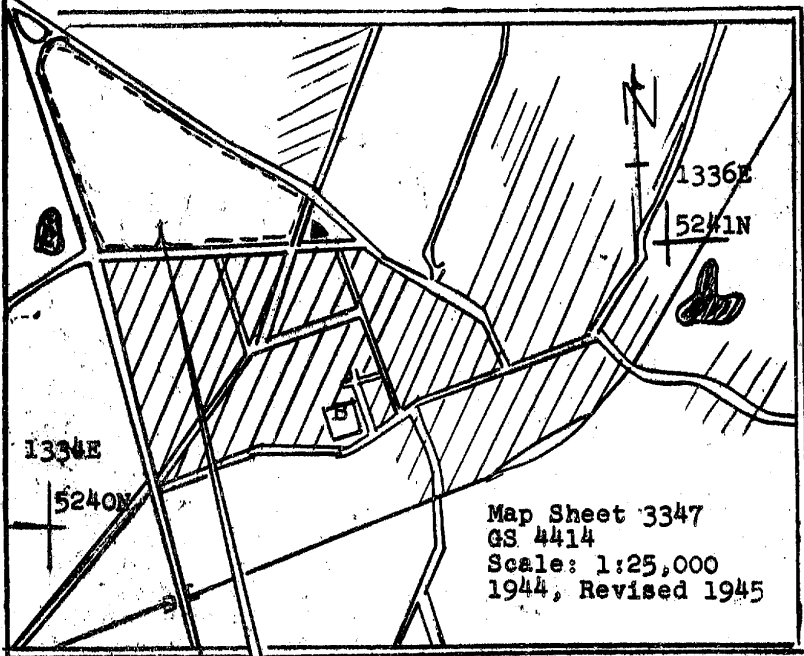 N
1336E
5241N
B
1334E
5240N
Map Sheet 3347
GS 4414
Scale: 1:25,000
1944, Revised 1945